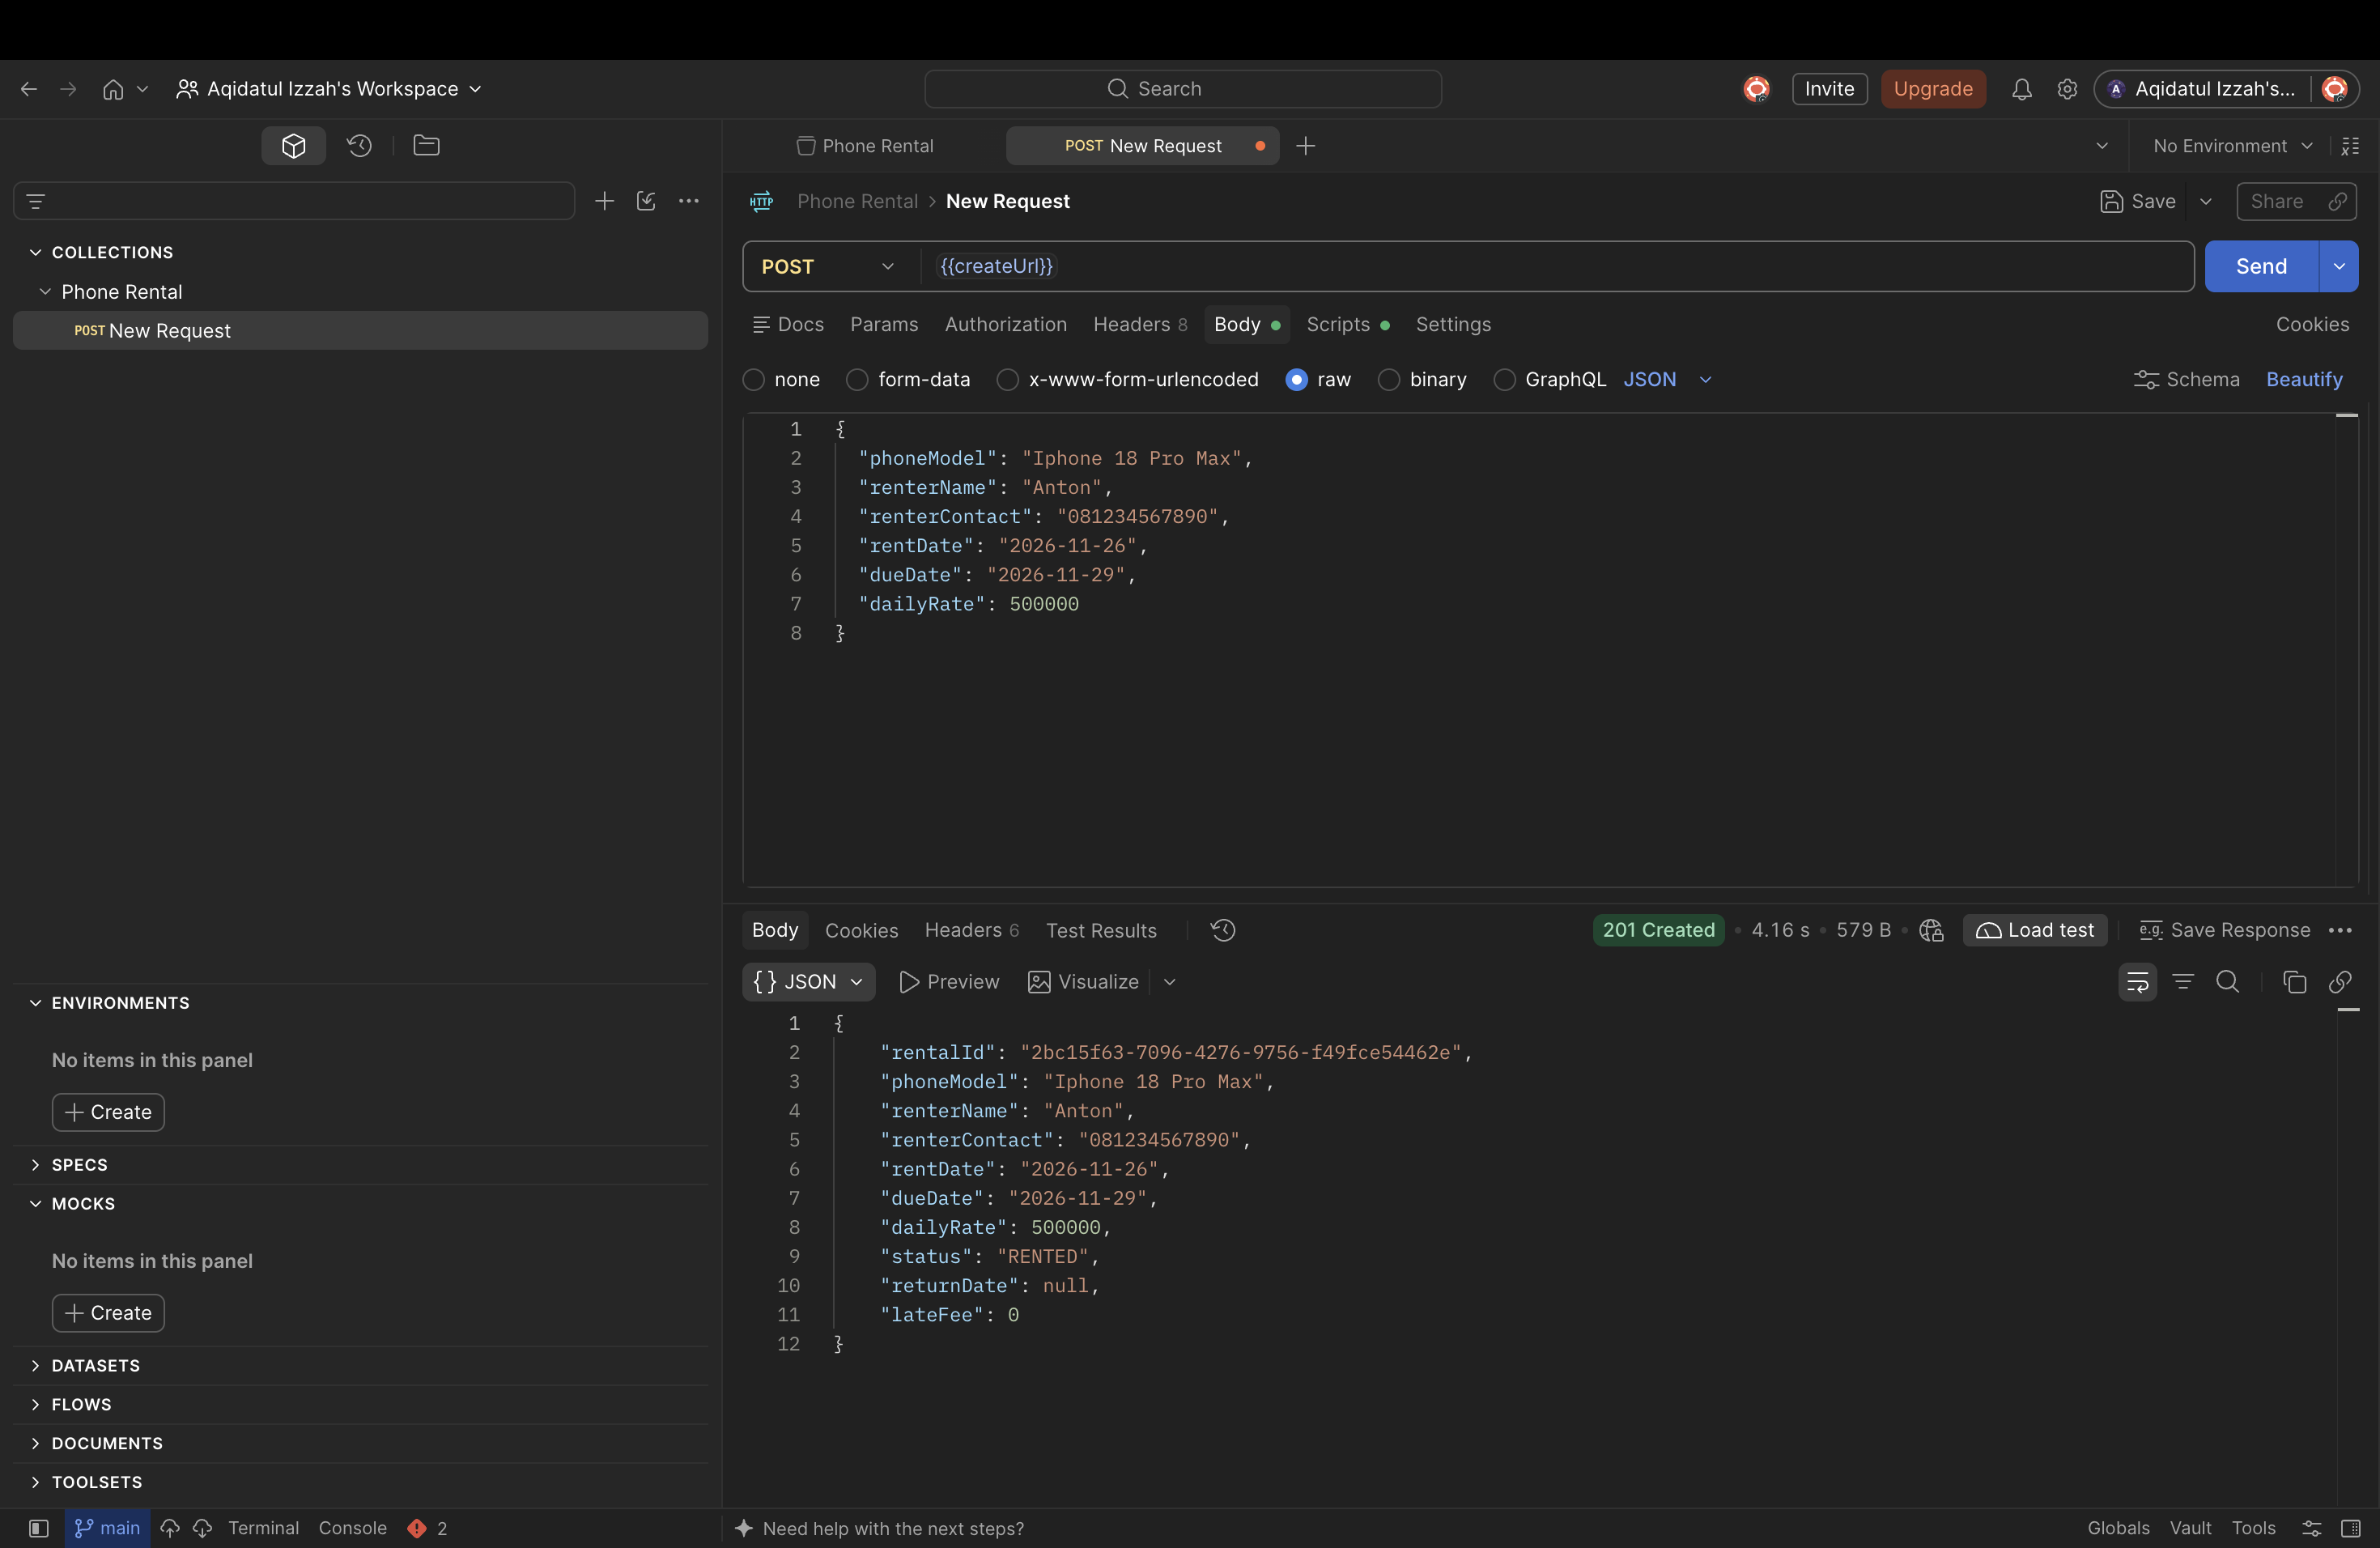 Aqidatul Izzah's Workspace
Search
Invite
Upgrade
A
Aqidatul Izzah's...
Phone Rental
POST New Request
No Environment
COLLECTIONS
Phone Rental
POST New Request
HTTP
Phone Rental > New Request
Save
Share
POST
{{createUrl}}
Send
Docs
Params
Authorization
Headers 8
Body
Scripts
Settings
Cookies
none
form-data
x-www-form-urlencoded
raw
binary
GraphQL
JSON
Schema
Beautify
1 {
2 "phoneModel": "Iphone 18 Pro Max",
3 "renterName": "Anton",
4 "renterContact": "081234567890",
5 "rentDate": "2026-11-26",
6 "dueDate": "2026-11-29",
7 "dailyRate": 500000
8 }
Body
Cookies
Headers 6
Test Results
201 Created
4.16 s
579 B
Load test
e.g. Save Response
{} JSON
Preview
Visualize
1 {
2 "rentalId": "2bc15f63-7096-4276-9756-f49fce54462e",
3 "phoneModel": "Iphone 18 Pro Max",
4 "renterName": "Anton",
5 "renterContact": "081234567890",
6 "rentDate": "2026-11-26",
7 "dueDate": "2026-11-29",
8 "dailyRate": 500000,
9 "status": "RENTED",
10 "returnDate": null,
11 "lateFee": 0
12 }
ENVIRONMENTS
No items in this panel
+ Create
SPECS
MOCKS
No items in this panel
+ Create
DATASETS
FLOWS
DOCUMENTS
TOOLSETS
main
Terminal
Console
2
Need help with the next steps?
Globals
Vault
Tools